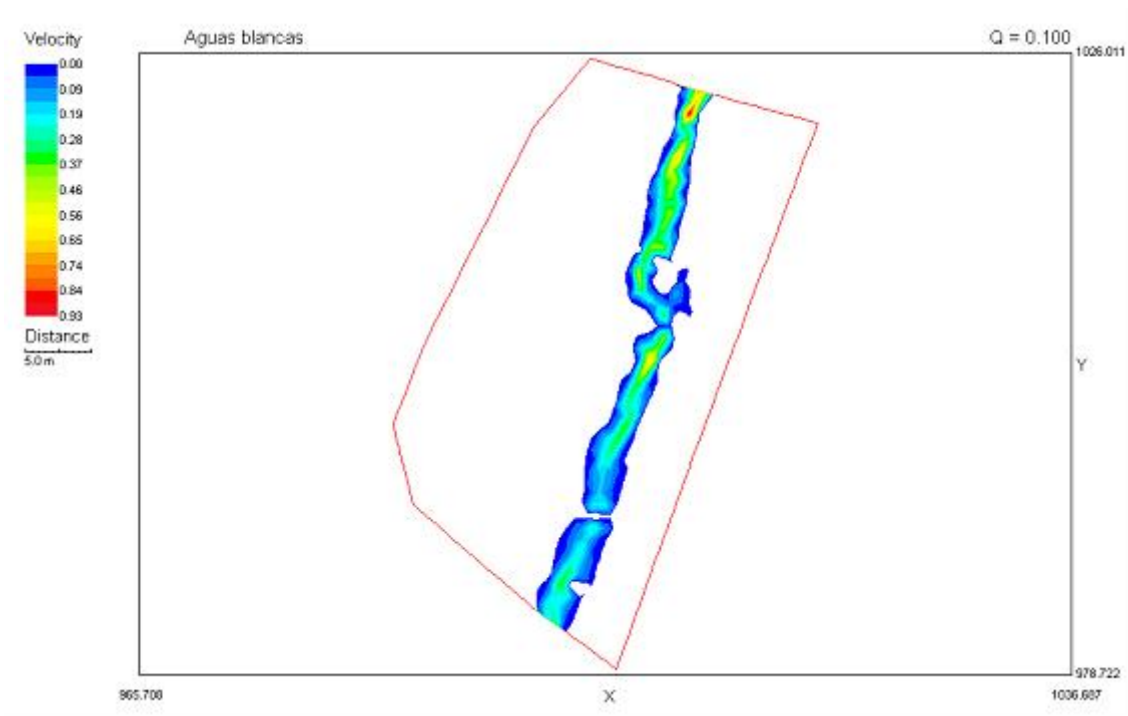 Velocity
Aguas blancas
Q = 0.100
0.00
0.09
0.19
0.28
0.37
0.46
0.56
0.65
0.74
0.84
0.93
Distance
5.0 m
1026.011
Y
978.722
965.708
X
1036.687